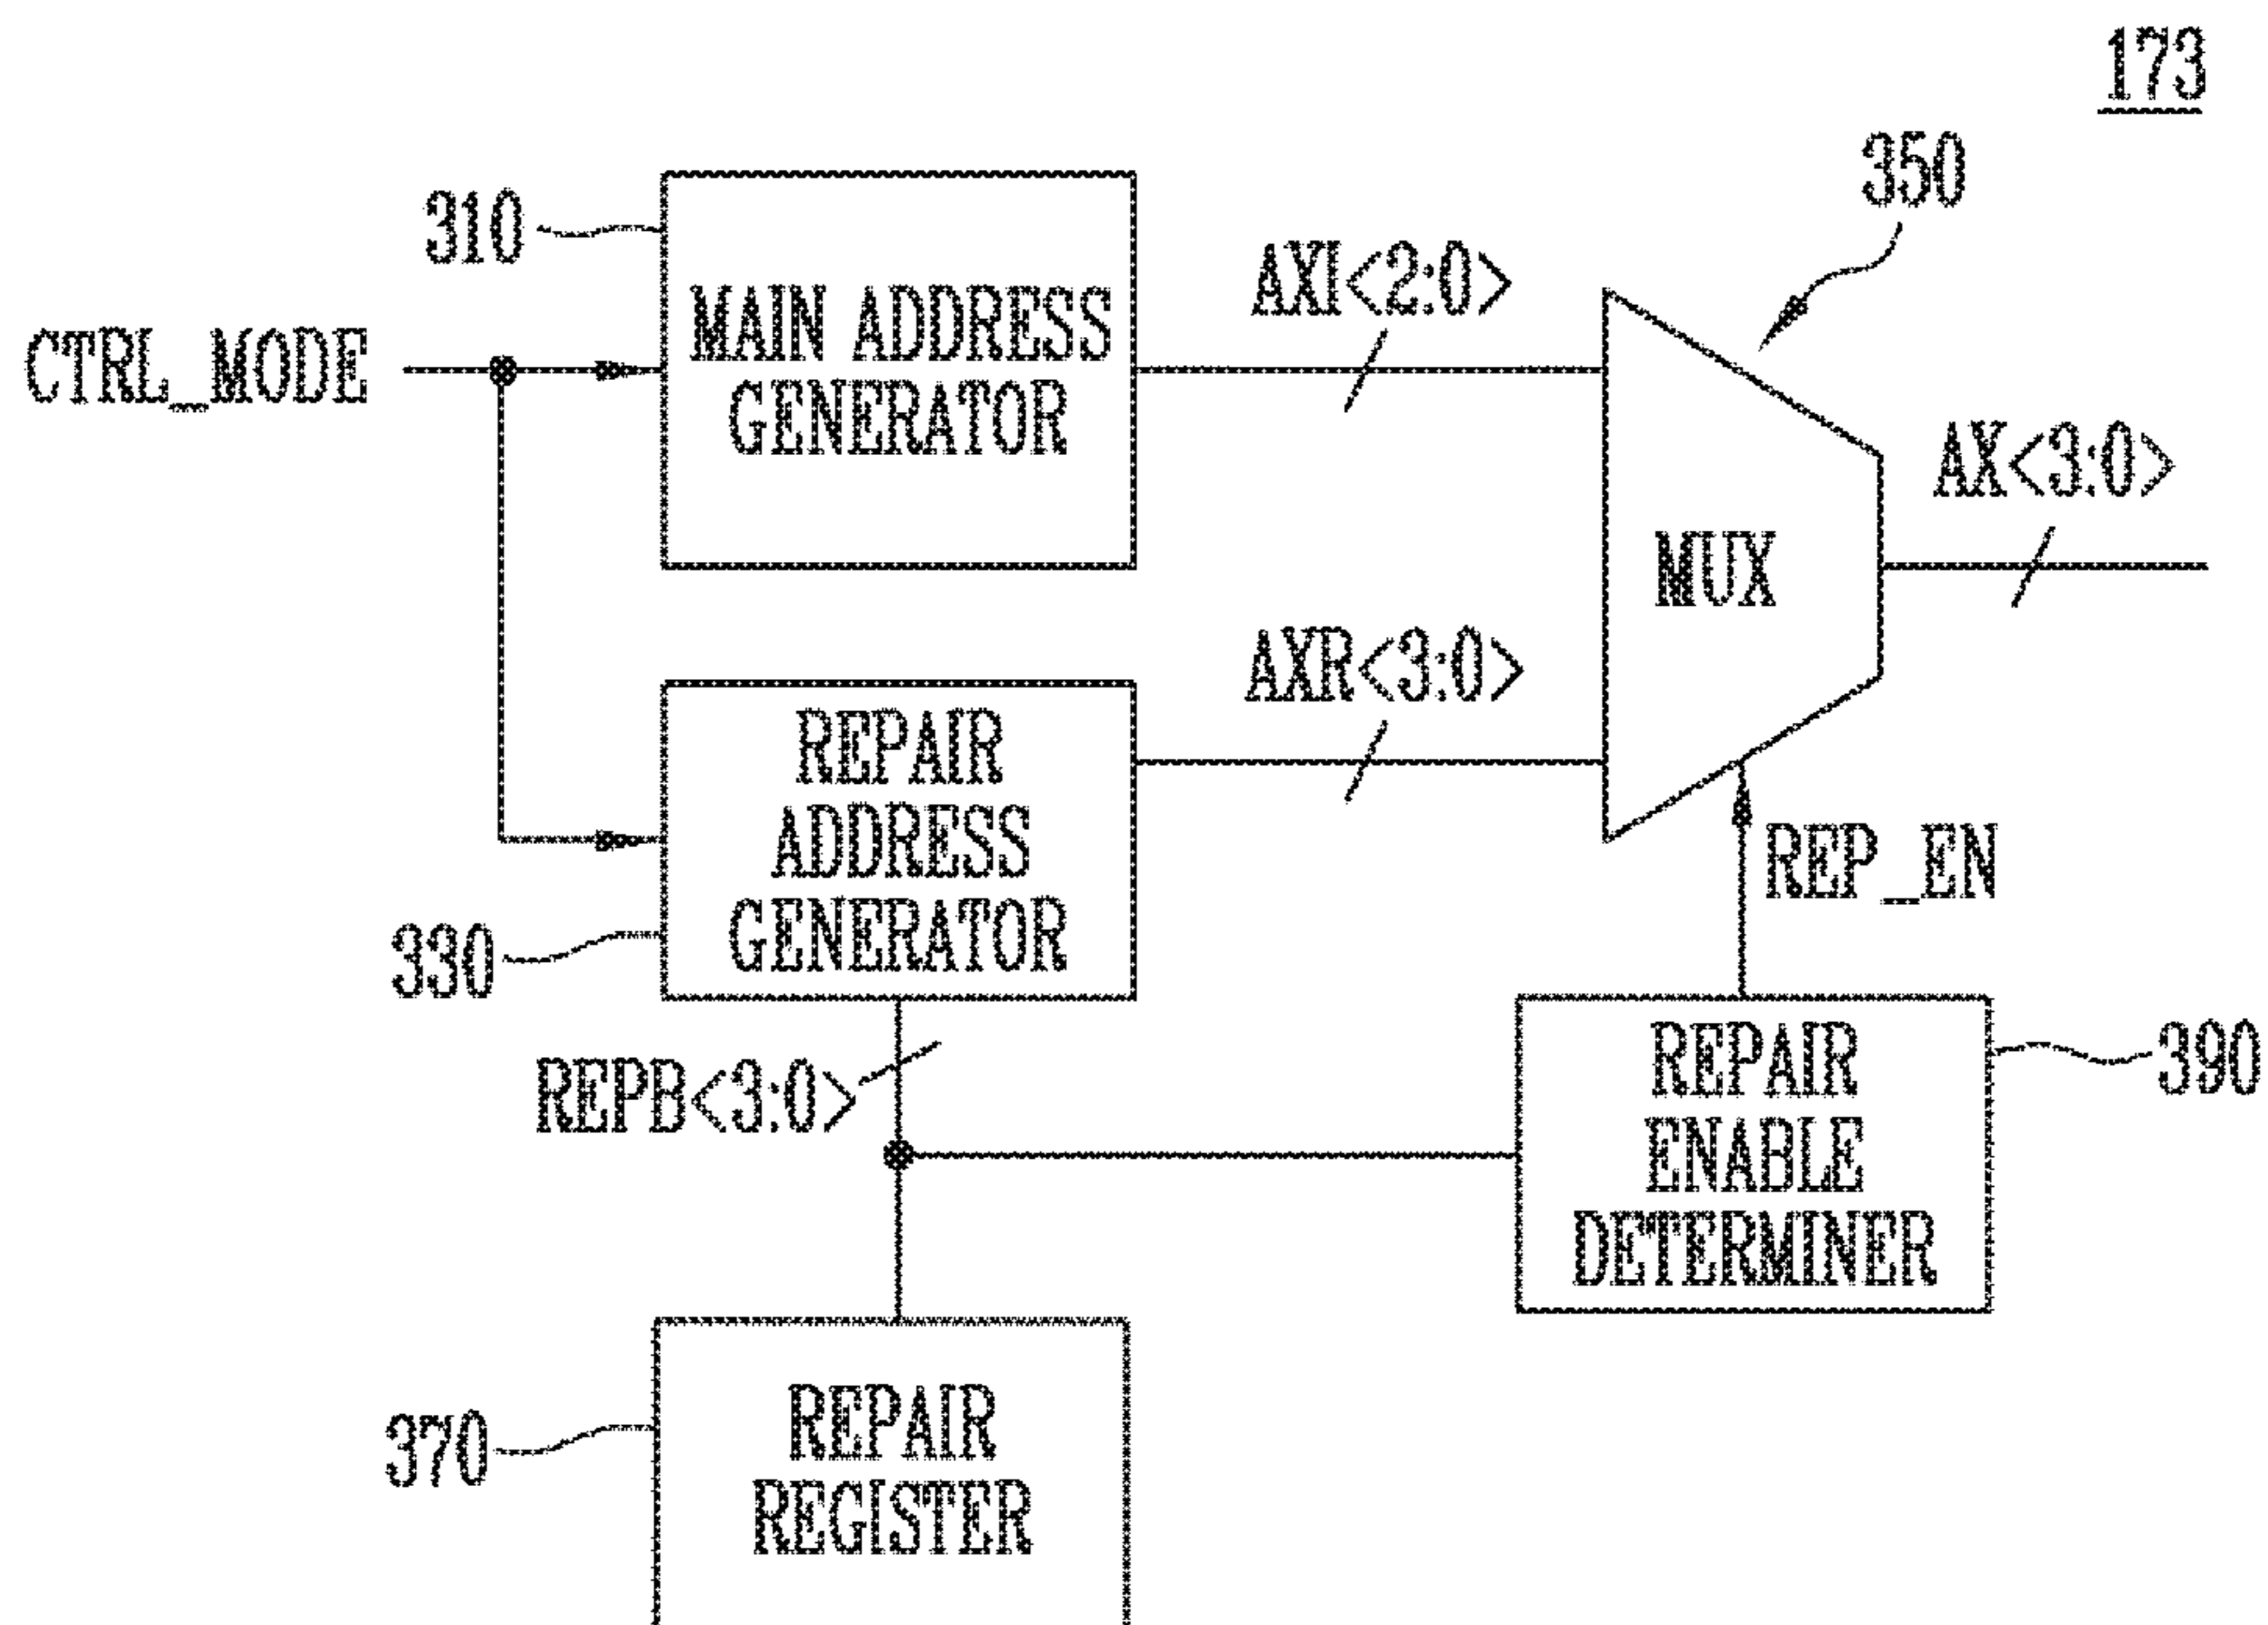 173
350
310
MAIN ADDRESS
GENERATOR
AXI<2:0>
CTRL_MODE
AX<3:0>
MUX
AXR<3:0>
REPAIR
ADDRESS
GENERATOR
330
REP_EN
REPB<3:0>
REPAIR
ENABLE
DETERMINER
390
370
REPAIR
REGISTER